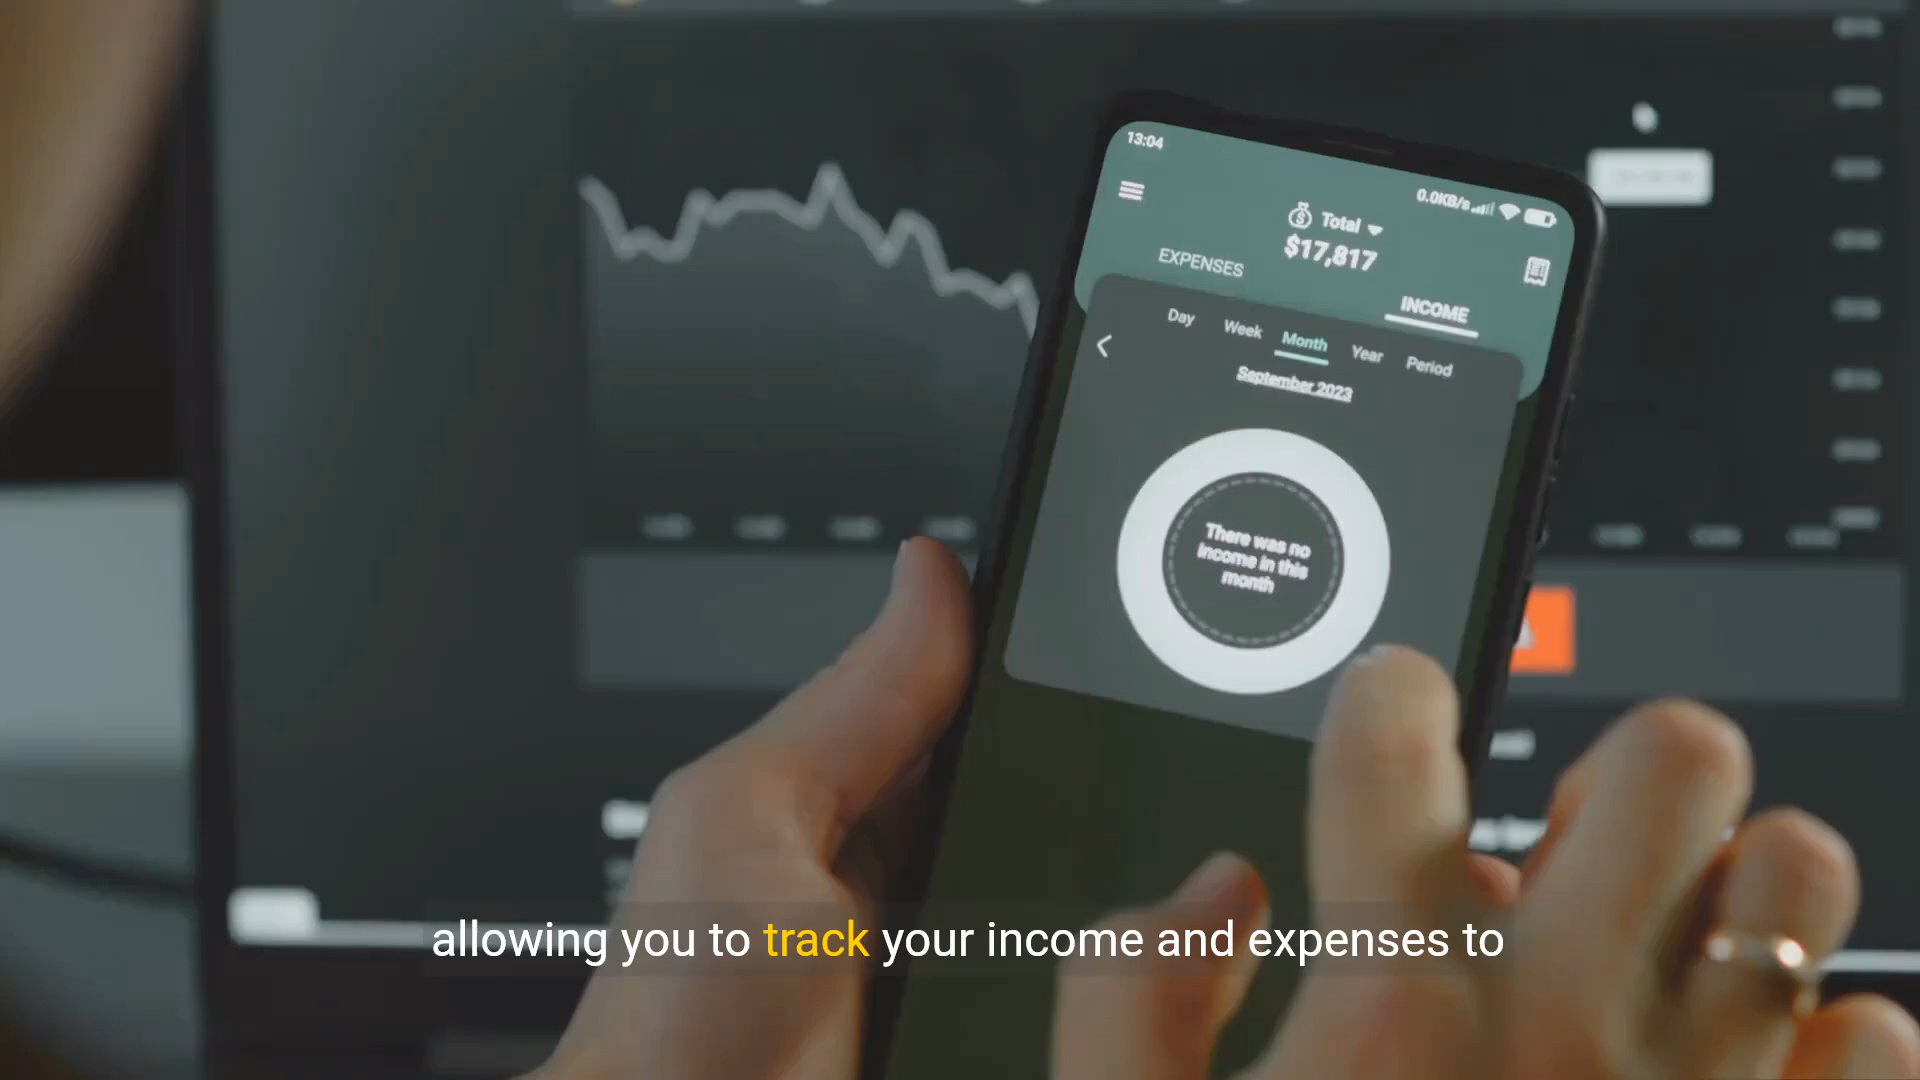 13:04
0.0KB/s
Total
$17,817
EXPENSES
INCOME
Day Week Month Year Period
September 2023
There was no
income in this
month
allowing you to track your income and expenses to